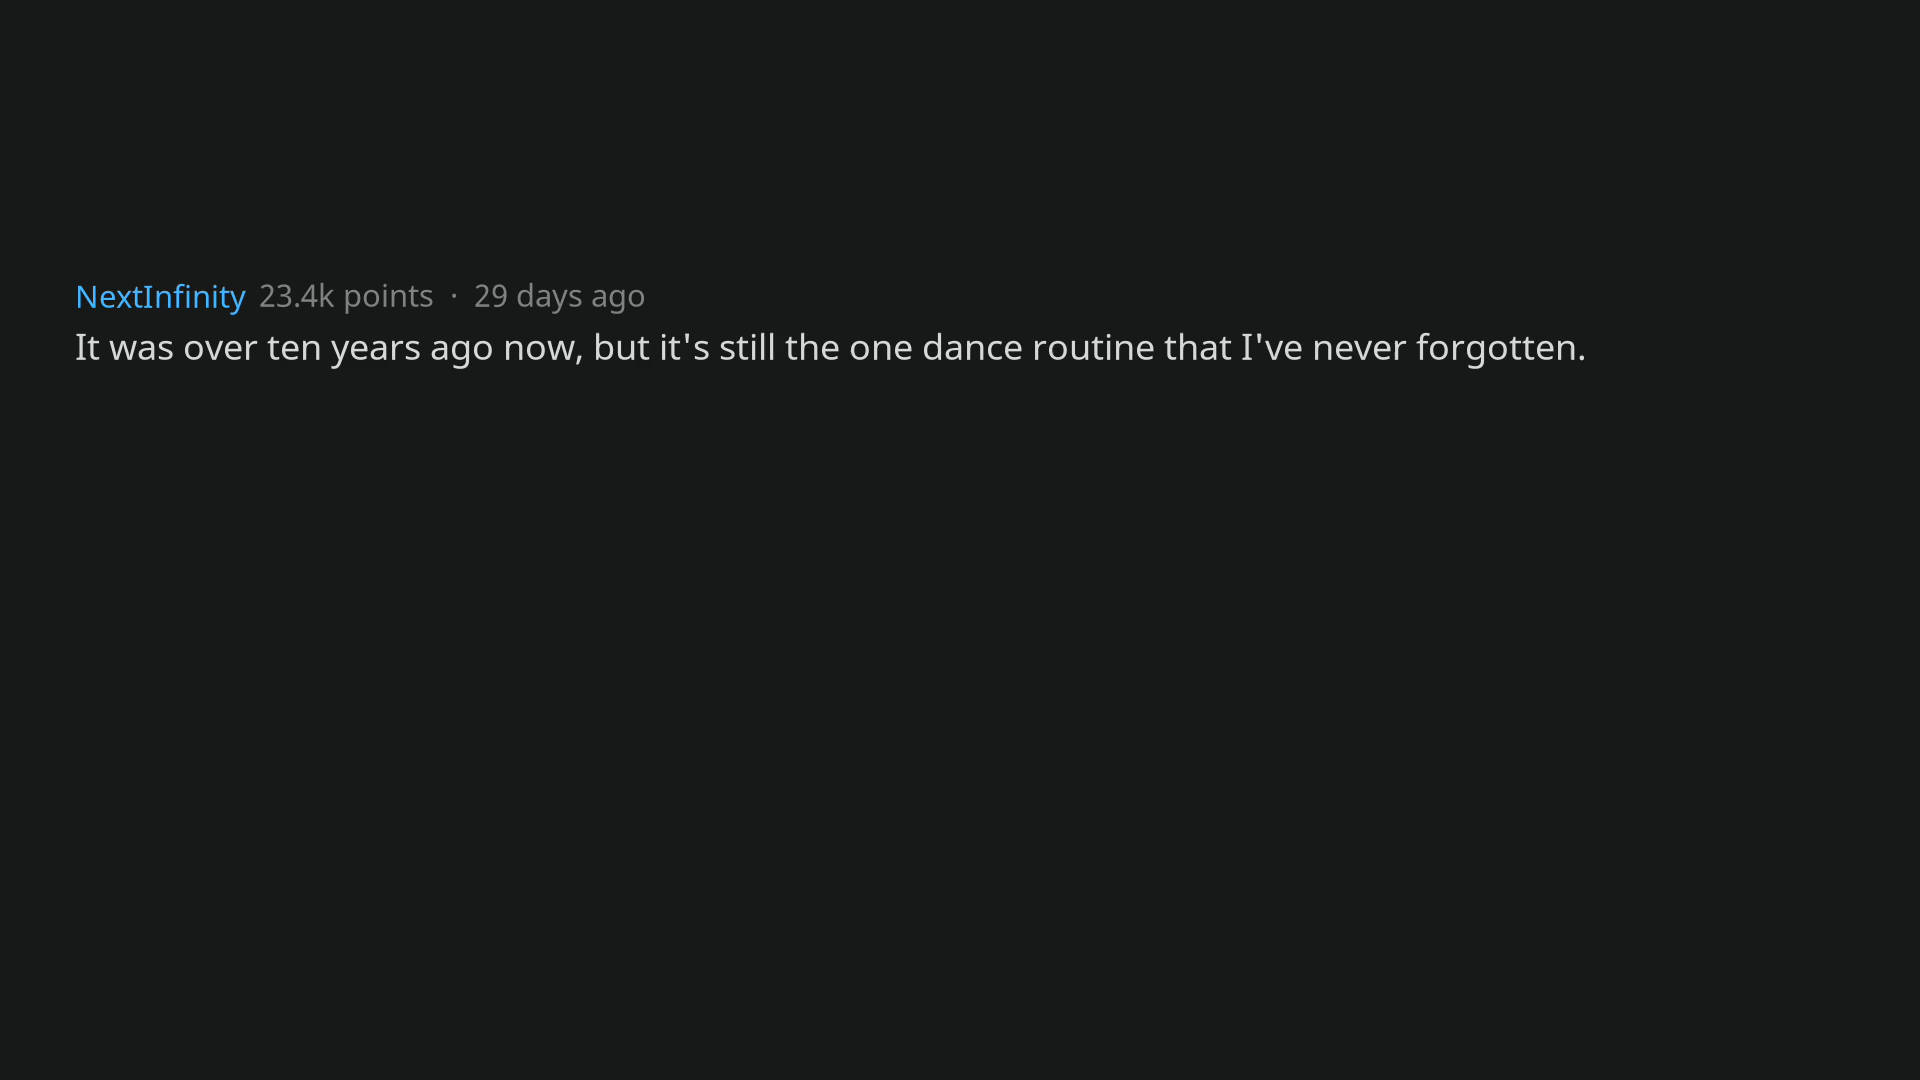 NextInfinity 23.4k points · 29 days ago
It was over ten years ago now, but it's still the one dance routine that I've never forgotten.